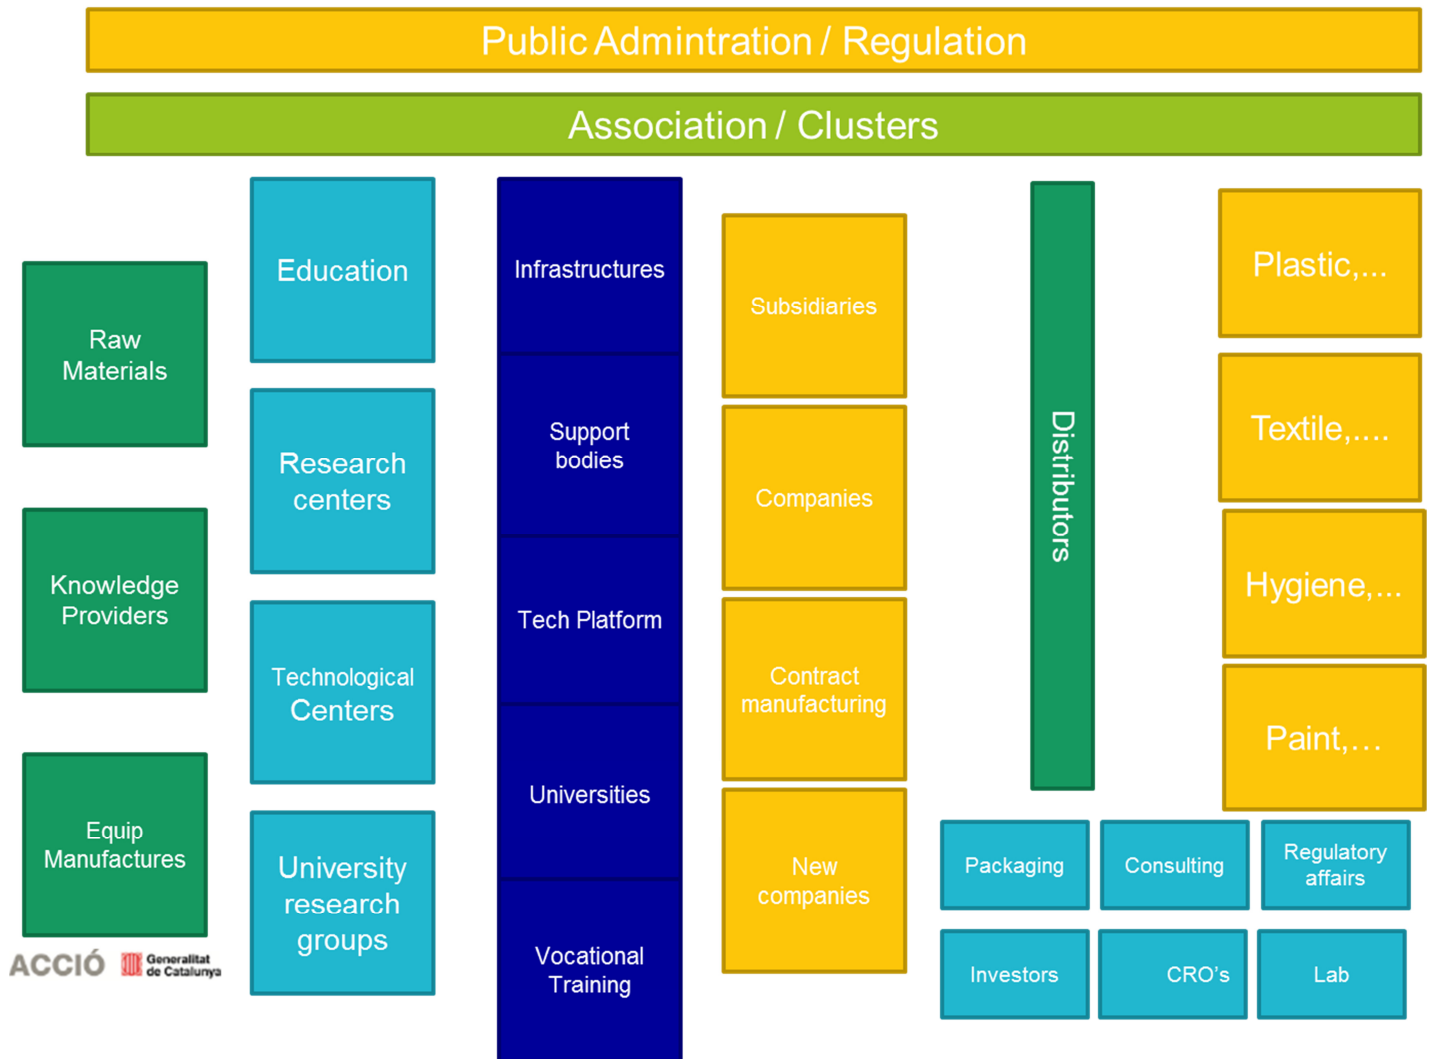 Public Admintration / Regulation
Association / Clusters
Raw
Materials
Knowledge
Providers
Equip
Manufactures
ACCIÓ
Generalitat
de Catalunya
Education
Research
centers
Technological
Centers
University
research
groups
Infrastructures
Support
bodies
Tech Platform
Universities
Vocational
Training
Subsidiaries
Companies
Contract
manufacturing
New
companies
Distributors
Plastic,...
Textile,....
Hygiene,...
Paint,...
Packaging
Consulting
Regulatory
affairs
Investors
CRO's
Lab